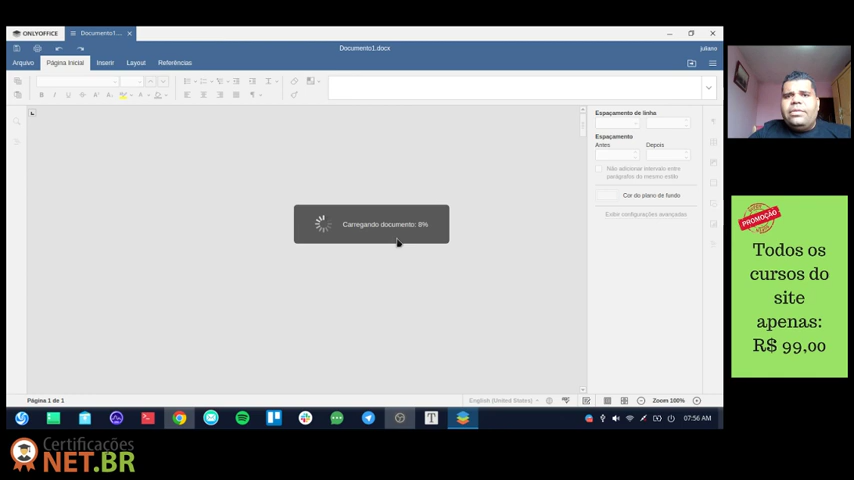 ONLYOFFICE
Documento1....
Documento1.docx
juliano
Arquivo
Página Inicial
Inserir
Layout
Referências
Espaçamento de linha
Espaçamento
Antes
Depois
Não adicionar intervalo entre
parágrafos do mesmo estilo
Cor do plano de fundo
Exibir configurações avançadas
Carregando documento: 8%
Página 1 de 1
English (United States)
Zoom 100%
07:56 AM
PROMOÇÃO
Todos os
cursos do
site
apenas:
R$ 99,00
Certificações
NET.BR